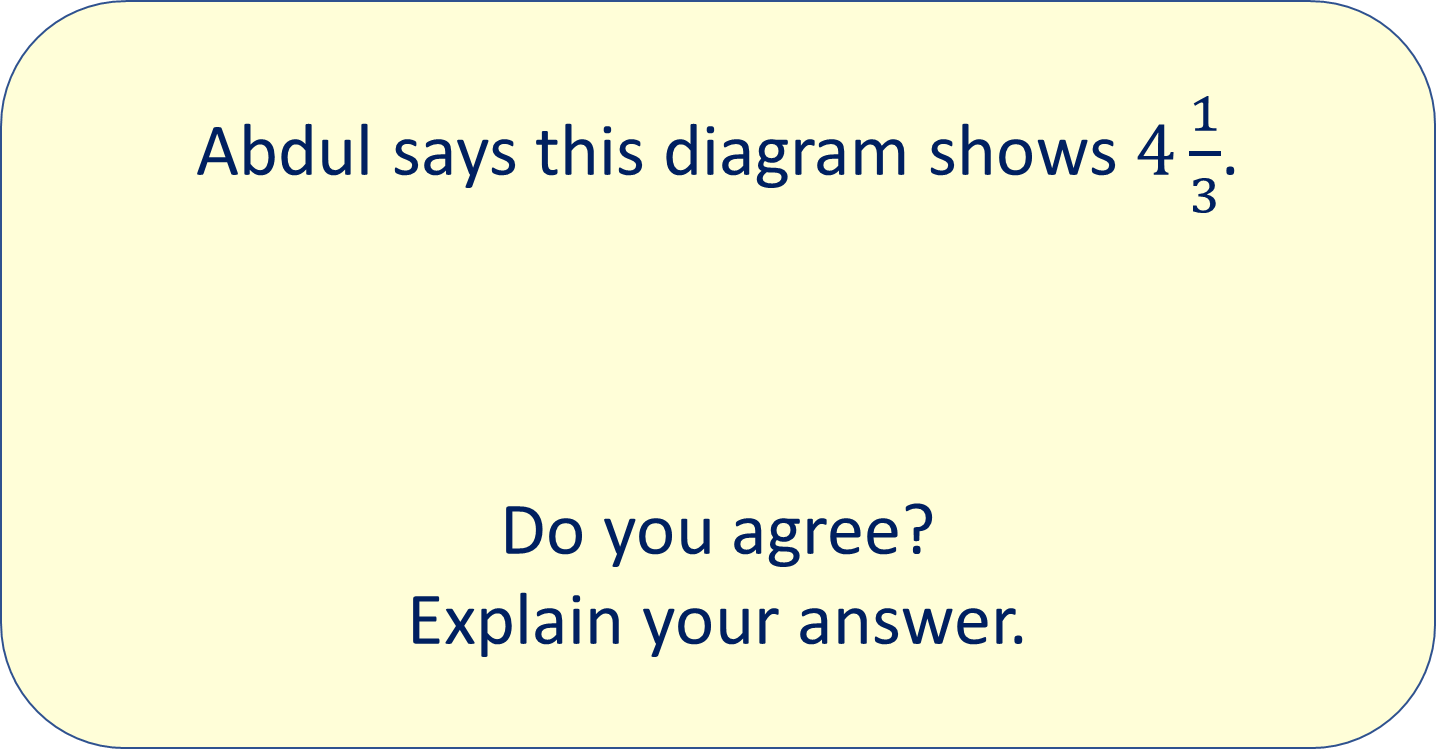 Abdul says this diagram shows 4 1/3.
Do you agree?
Explain your answer.